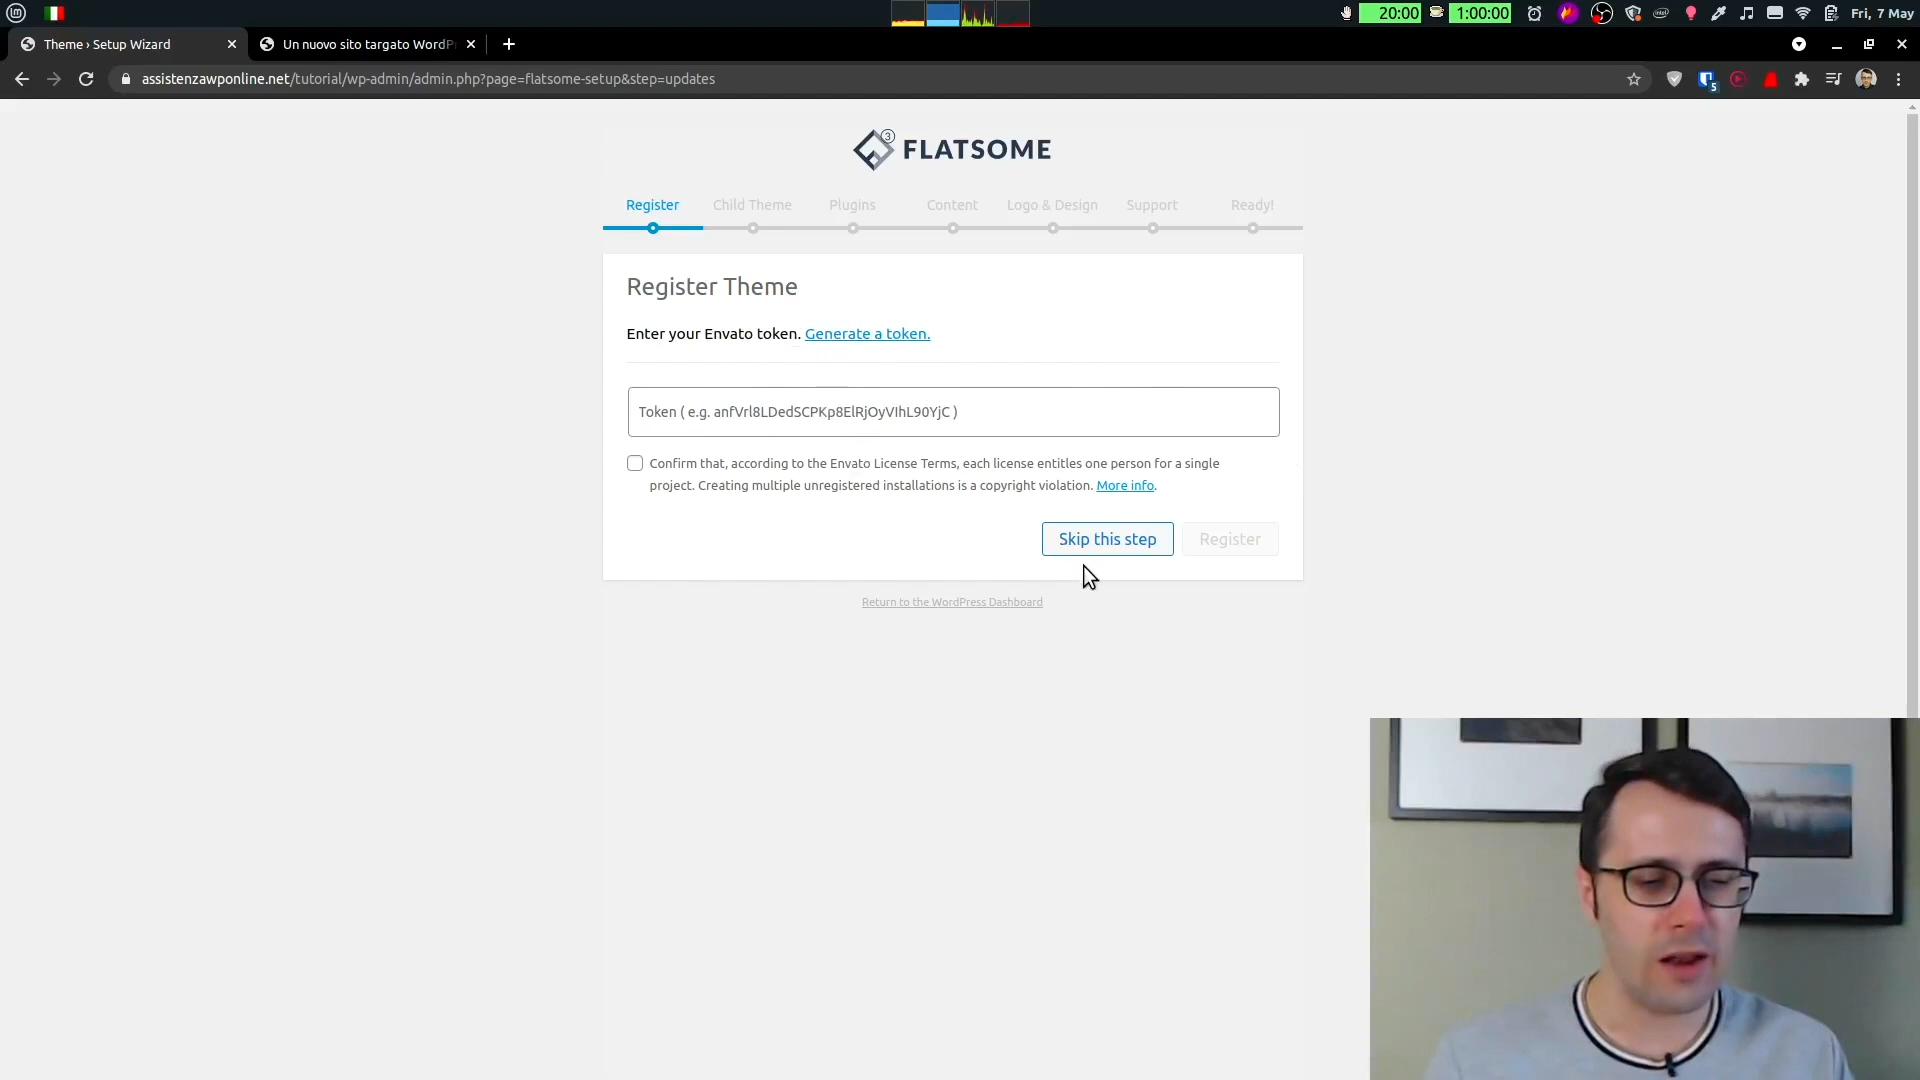 20:00
1:00:00
Fri, 7 May
Theme › Setup Wizard
Un nuovo sito targato WordP
assistenzawponline.net/tutorial/wp-admin/admin.php?page=flatsome-setup&step=updates
5
3
FLATSOME
Register
Child Theme
Plugins
Content
Logo & Design
Support
Ready!
Register Theme
Enter your Envato token. Generate a token.
Token ( e.g. anfVrl8LDedSCPKp8ElRjOyVIhL90YjC )
Confirm that, according to the Envato License Terms, each license entitles one person for a single
project. Creating multiple unregistered installations is a copyright violation. More info.
Skip this step
Register
Return to the WordPress Dashboard